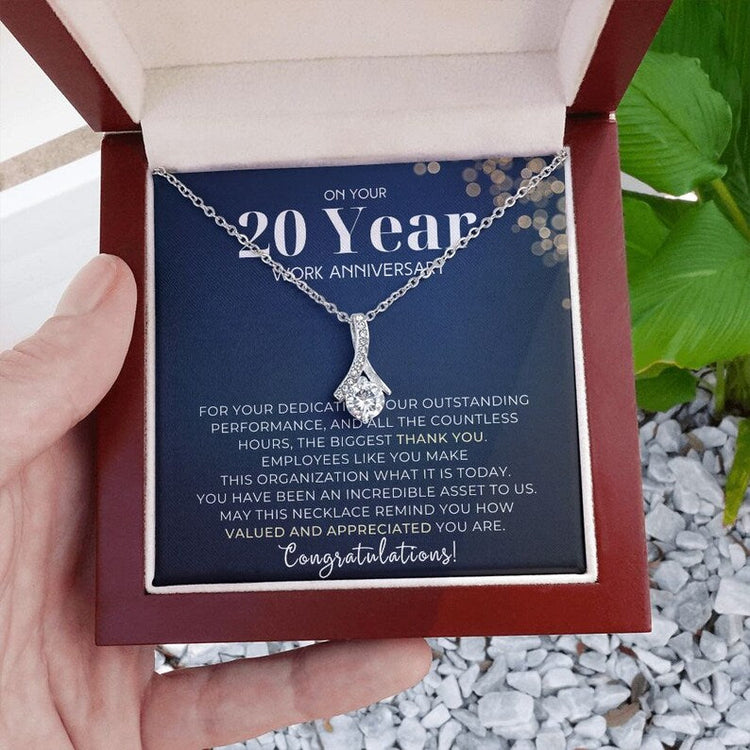 ON YOUR
20 Year
WORK ANNIVERSARY
FOR YOUR DEDICATI OUR OUTSTANDING
PERFORMANCE, AND ALL THE COUNTLESS
HOURS, THE BIGGEST THANK YOU.
EMPLOYEES LIKE YOU MAKE
THIS ORGANIZATION WHAT IT IS TODAY.
YOU HAVE BEEN AN INCREDIBLE ASSET TO US.
MAY THIS NECKLACE REMIND YOU HOW
VALUED AND APPRECIATED YOU ARE.
Congratulations!